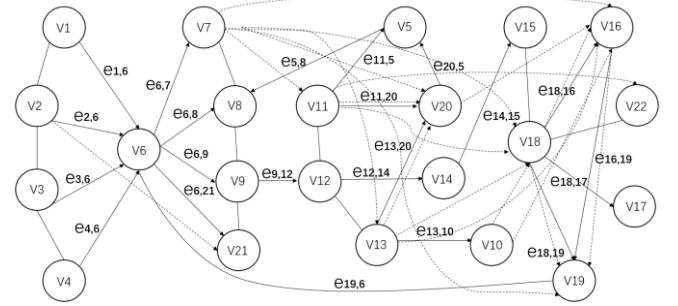 V1
V7
V5
V15
V16
e1,6
e6,7
e5,8
e11,5
e20,5
V2
e2,6
e6,8
V8
V11
e11,20
V20
e18,16
V22
e14,15
V6
V18
e6,9
e13,20
e16,19
V3
e3,6
e6,21
V9
e9,12
V12
e12,14
V14
e18,17
V17
e4,6
V21
V13
e13,10
V10
e18,19
V4
e19,6
V19